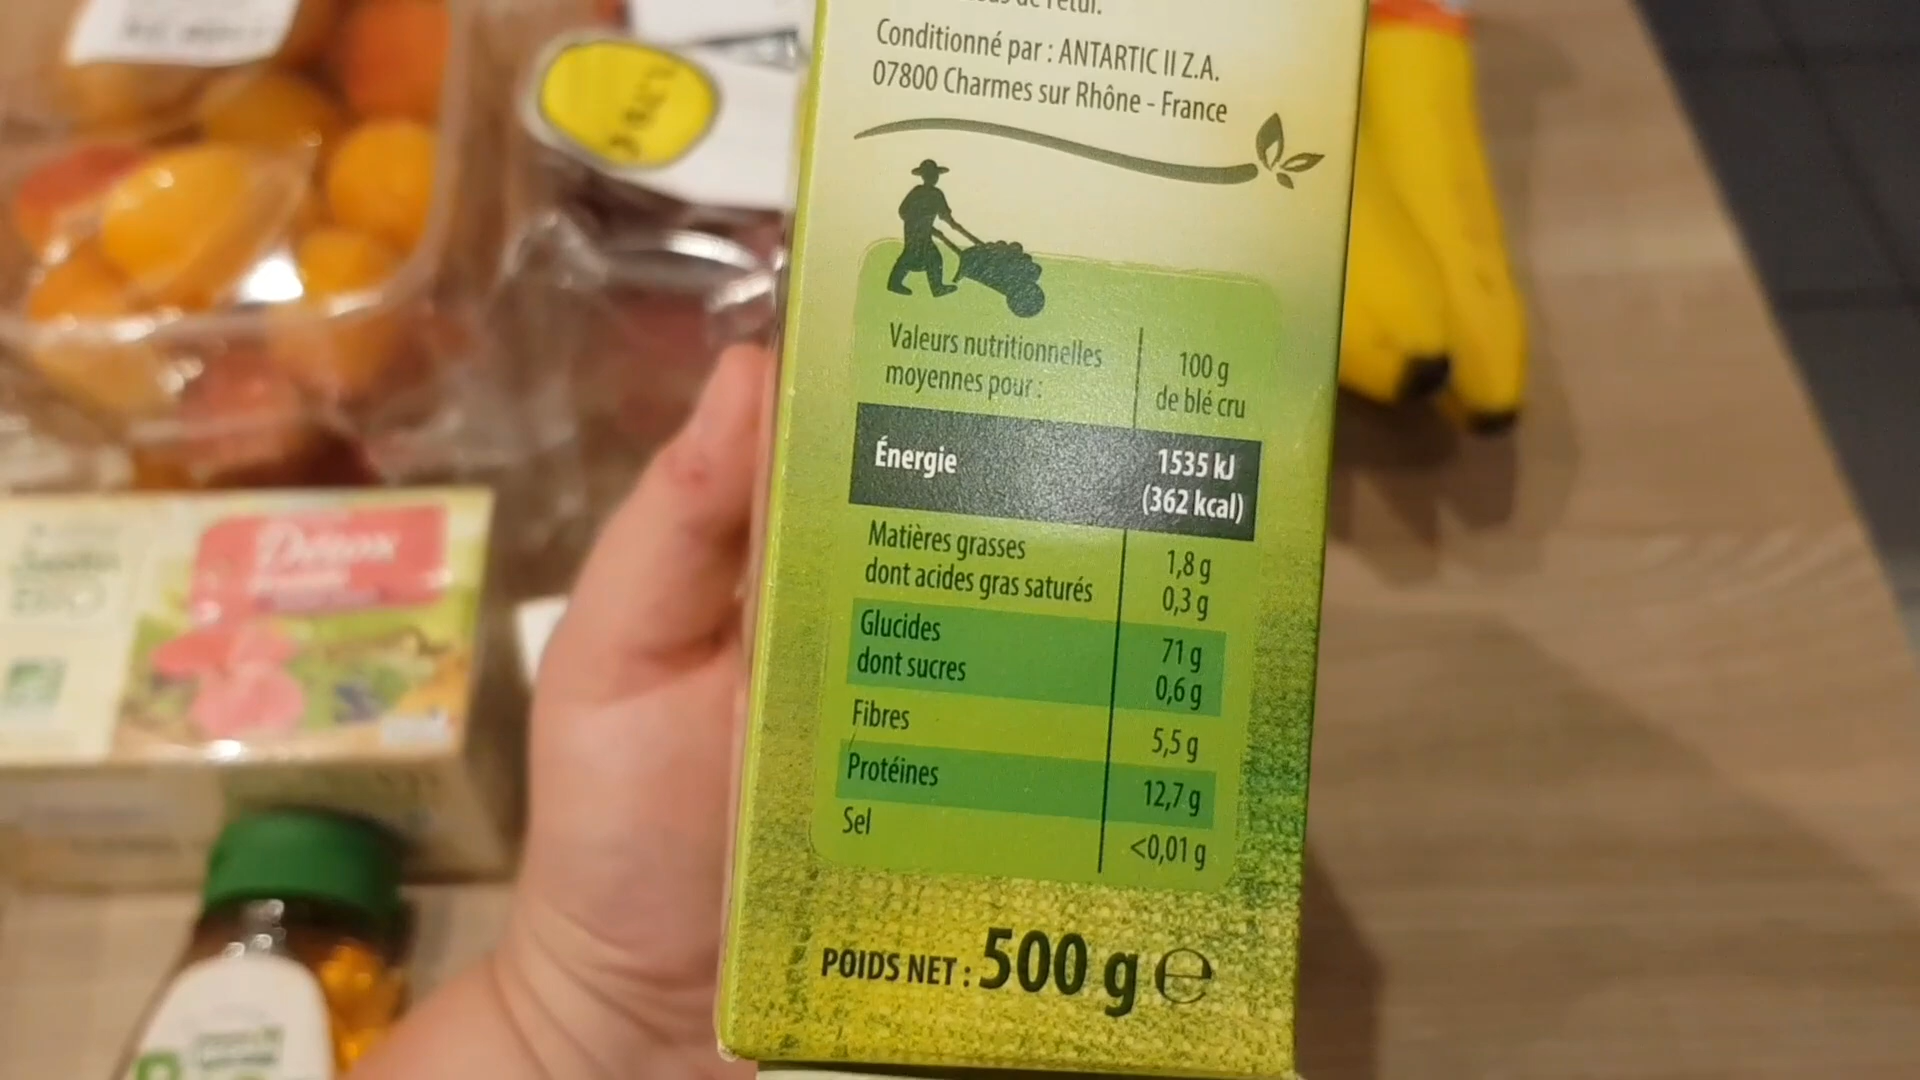 Conditionné par : ANTARTIC II Z.A.
07800 Charmes sur Rhône - France
Valeurs nutritionnelles
moyennes pour :
100 g
de blé cru
Énergie
1535 kJ
(362 kcal)
Matières grasses 1,8 g
dont acides gras saturés 0,3 g
Glucides 71 g
dont sucres 0,6 g
Fibres 5,5 g
Protéines 12,7 g
Sel <0,01 g
POIDS NET : 500 g ℮
Détox
BIO